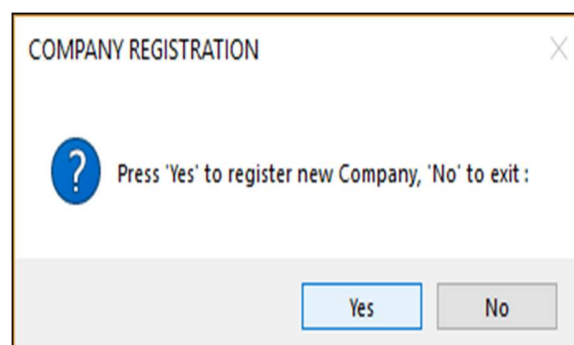 COMPANY REGISTRATION
Press 'Yes' to register new Company, 'No' to exit :
Yes
No